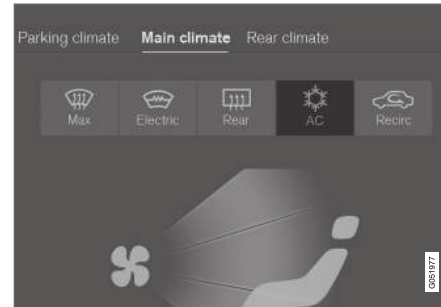 Parking climate Main climate Rear climate
Max Electric Rear AC Recirc
G051977